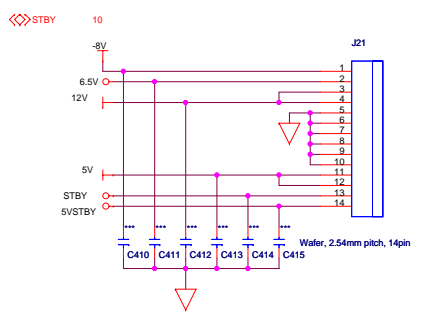 STBY 10
J21
-8V
1
6.5V
2
3
12V
4
5
6
7
8
9
10
5V
11
12
STBY
13
5VSTBY
14
*** *** *** *** *** ***
Wafer, 2.54mm pitch, 14pin
C410 C411 C412 C413 C414 C415